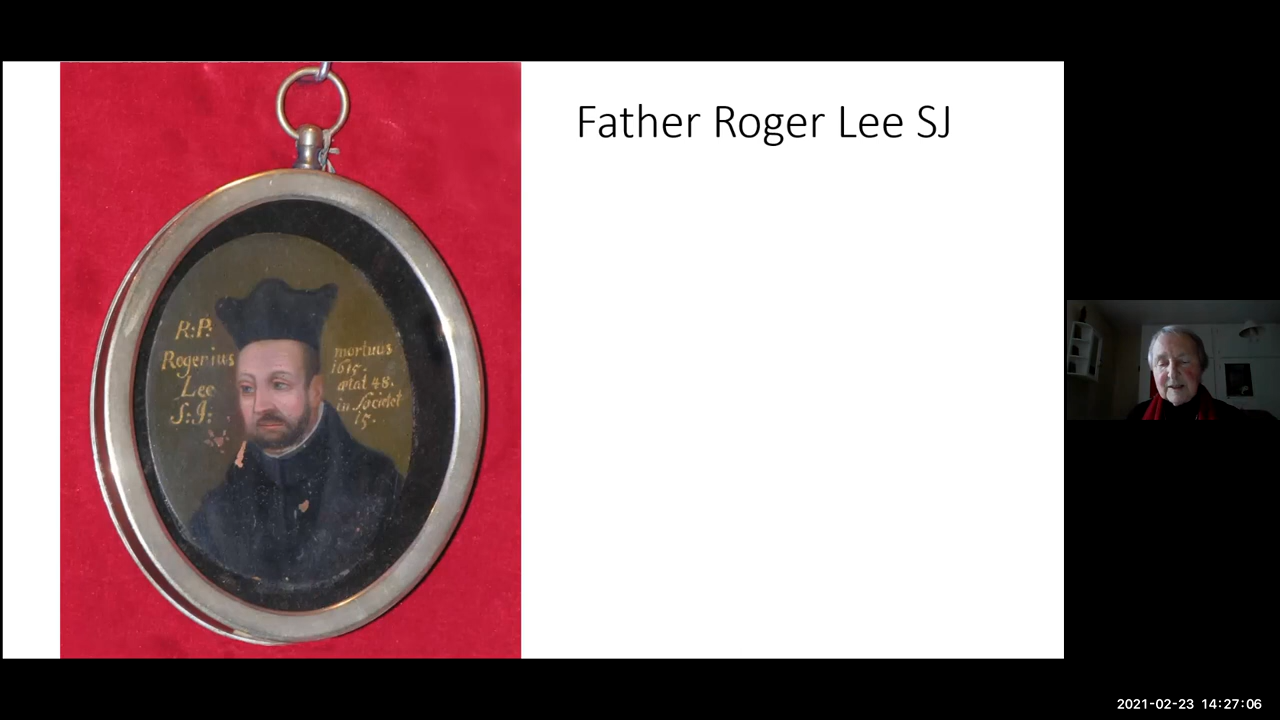 Father Roger Lee SJ
R:P:
Rogerius
Lee
S:J:
mortuus
1615.
ætat 48.
in Societ
15.
2021-02-23 14:27:06